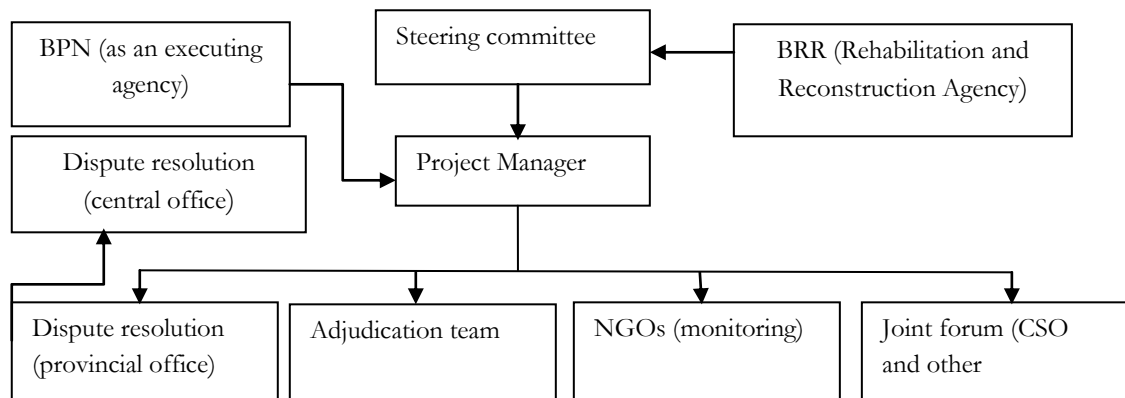 BPN (as an executing
agency)
Steering committee
BRR (Rehabilitation and
Reconstruction Agency)
Dispute resolution
(central office)
Project Manager
Dispute resolution
(provincial office)
Adjudication team
NGOs (monitoring)
Joint forum (CSO
and other